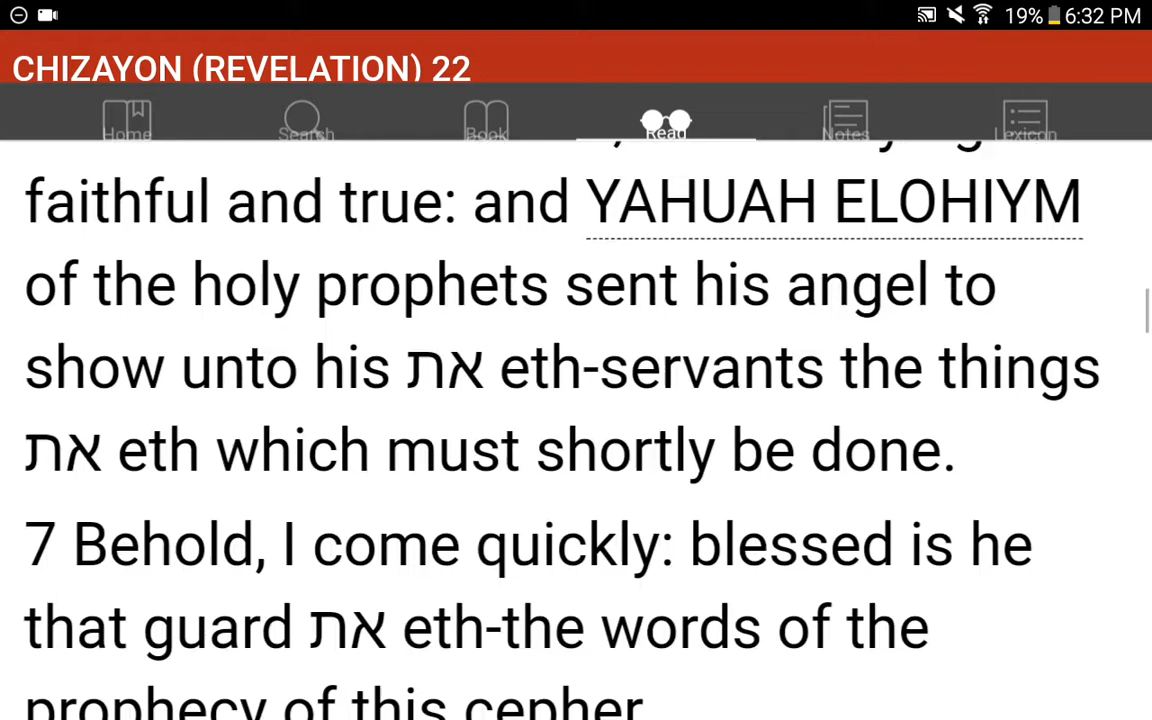 19% 6:32 PM
CHIZAYON (REVELATION) 22
Home Search Book Read Notes Lexicon
faithful and true: and YAHUAH ELOHIYM
of the holy prophets sent his angel to
show unto his את eth-servants the things
את eth which must shortly be done.
7 Behold, I come quickly: blessed is he
that guard את eth-the words of the
prophecy of this cepher